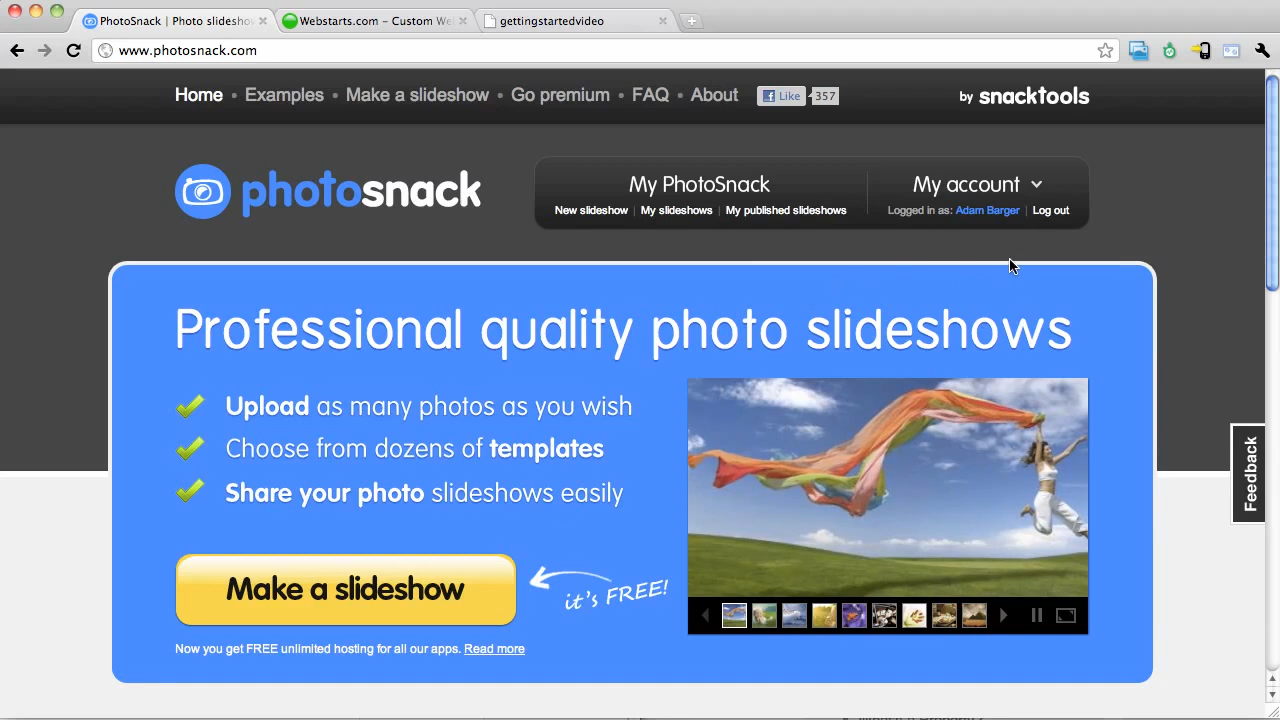 PhotoSnack | Photo slidesho
Webstarts.com – Custom We
gettingstartedvideo
www.photosnack.com
Home • Examples • Make a slideshow • Go premium • FAQ • About
Like 357
by snacktools
photosnack
My PhotoSnack
New slideshow | My slideshows | My published slideshows
My account
Logged in as: Adam Barger | Log out
Professional quality photo slideshows
Upload as many photos as you wish
Choose from dozens of templates
Share your photo slideshows easily
Make a slideshow
it's FREE!
Now you get FREE unlimited hosting for all our apps. Read more
Feedback